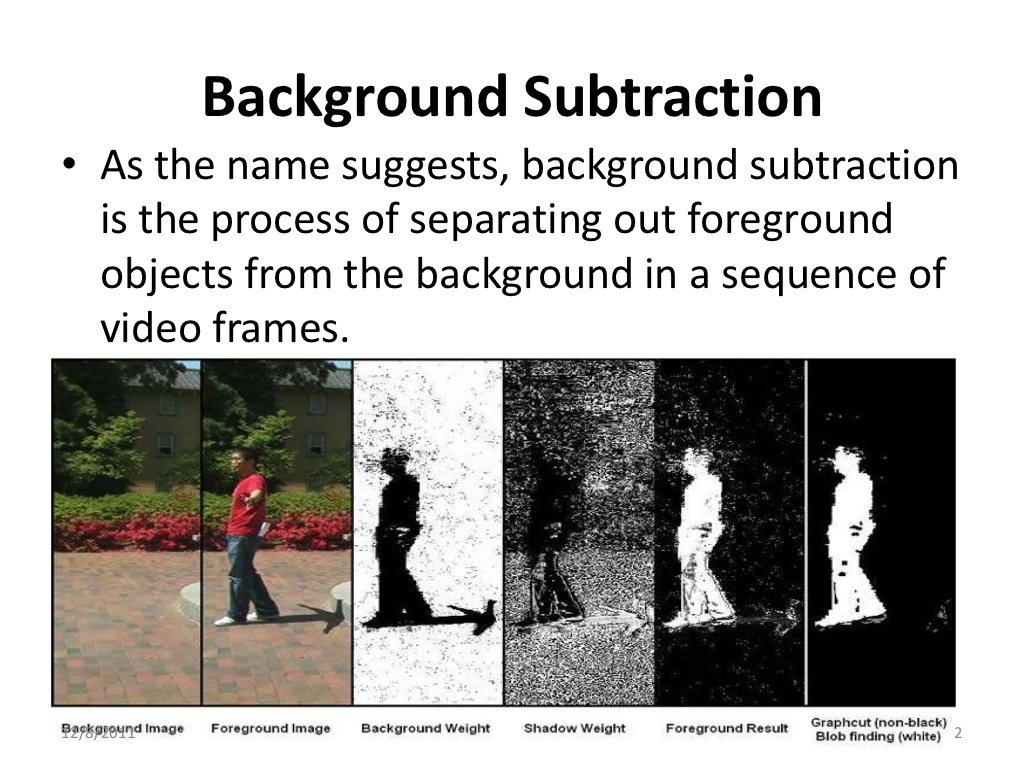 Background Subtraction
• As the name suggests, background subtraction
is the process of separating out foreground
objects from the background in a sequence of
video frames.
Background Image Foreground Image Background Weight Shadow Weight Foreground Result Graphcut (non-black)
Blob finding (white)
12/8/2011 2